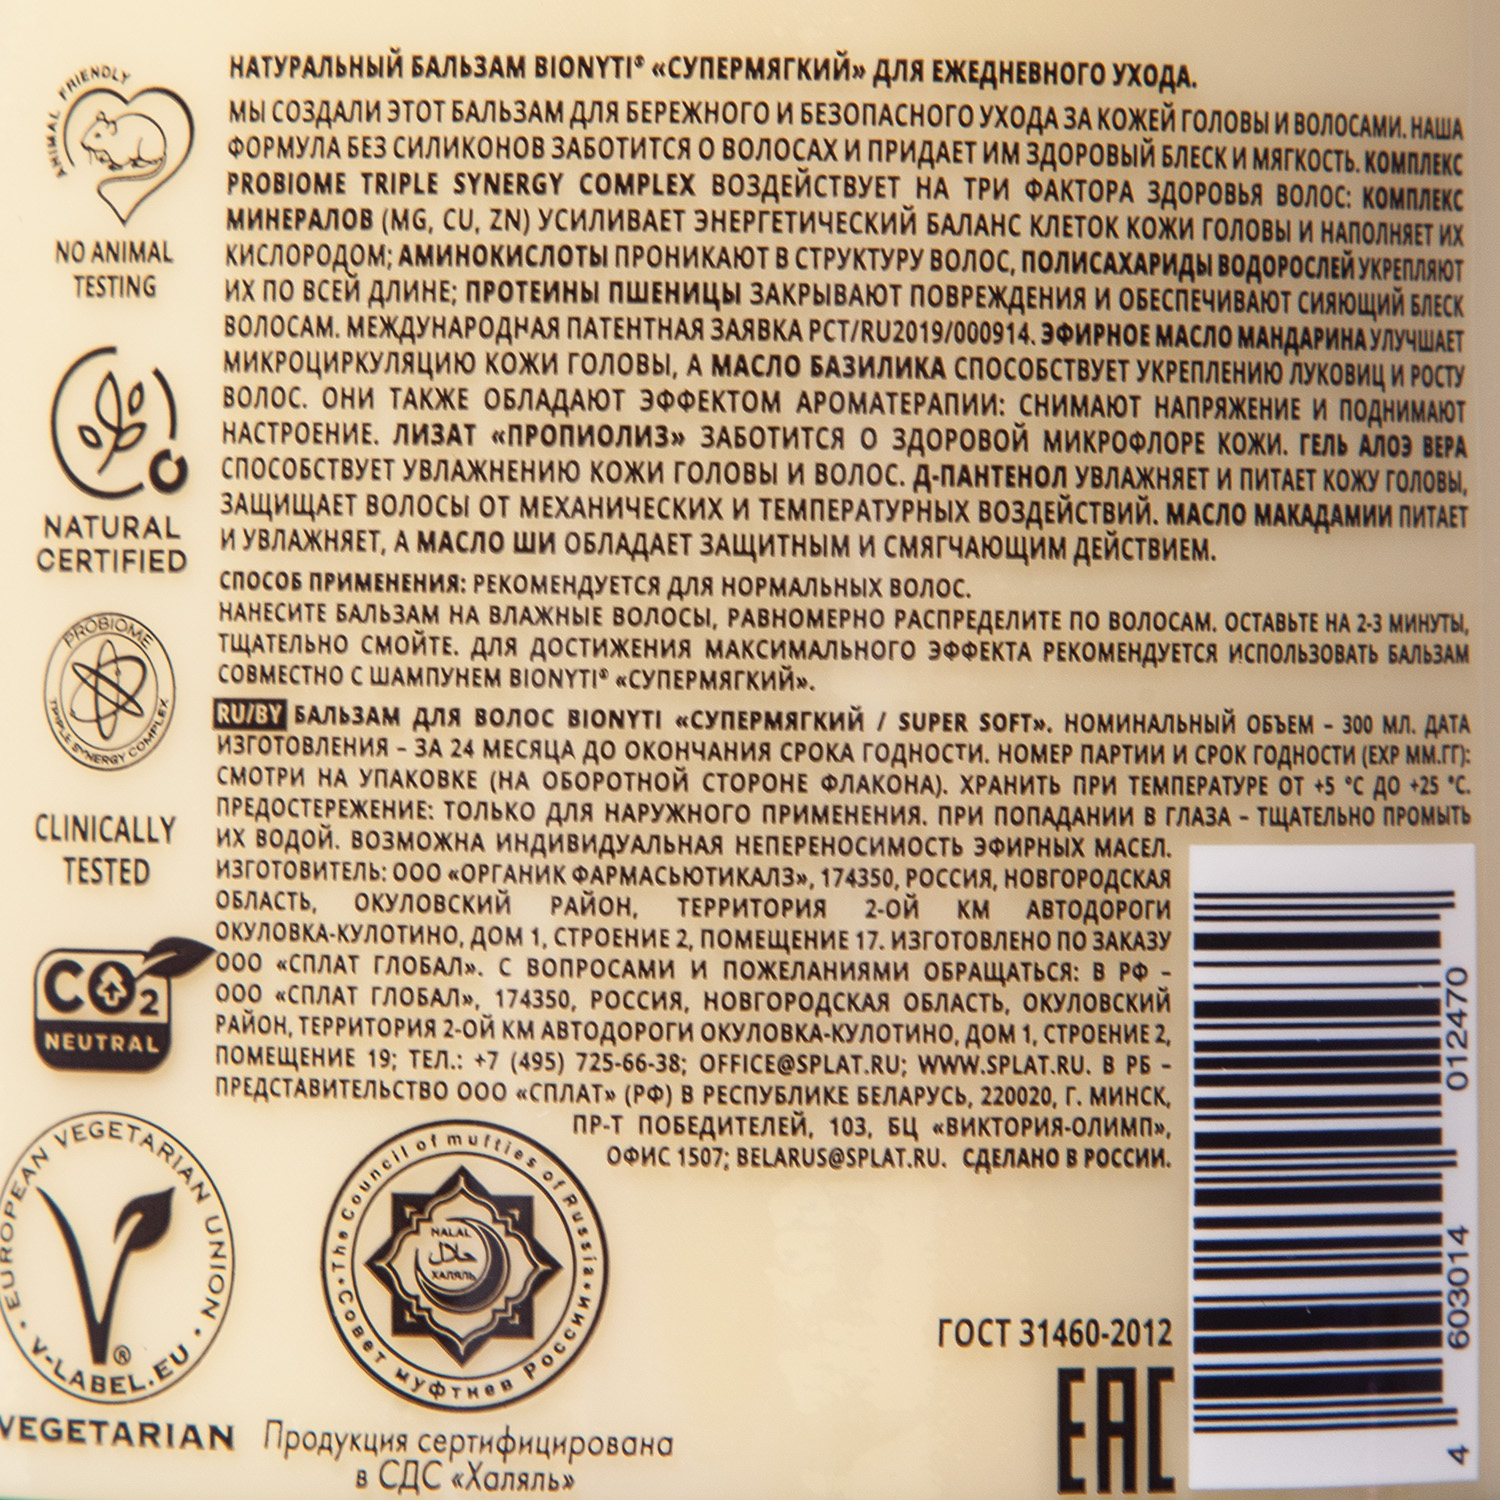 НАТУРАЛЬНЫЙ БАЛЬЗАМ BIONYTI® «СУПЕРМЯГКИЙ» ДЛЯ ЕЖЕДНЕВНОГО УХОДА.
МЫ СОЗДАЛИ ЭТОТ БАЛЬЗАМ ДЛЯ БЕРЕЖНОГО И БЕЗОПАСНОГО УХОДА ЗА КОЖЕЙ ГОЛОВЫ И ВОЛОСАМИ. НАША
ФОРМУЛА БЕЗ СИЛИКОНОВ ЗАБОТИТСЯ О ВОЛОСАХ И ПРИДАЕТ ИМ ЗДОРОВЫЙ БЛЕСК И МЯГКОСТЬ. КОМПЛЕКС
PROBIOME TRIPLE SYNERGY COMPLEX ВОЗДЕЙСТВУЕТ НА ТРИ ФАКТОРА ЗДОРОВЬЯ ВОЛОС: КОМПЛЕКС
МИНЕРАЛОВ (MG, CU, ZN) УСИЛИВАЕТ ЭНЕРГЕТИЧЕСКИЙ БАЛАНС КЛЕТОК КОЖИ ГОЛОВЫ И НАПОЛНЯЕТ ИХ
КИСЛОРОДОМ; АМИНОКИСЛОТЫ ПРОНИКАЮТ В СТРУКТУРУ ВОЛОС, ПОЛИСАХАРИДЫ ВОДОРОСЛЕЙ УКРЕПЛЯЮТ
ИХ ПО ВСЕЙ ДЛИНЕ; ПРОТЕИНЫ ПШЕНИЦЫ ЗАКРЫВАЮТ ПОВРЕЖДЕНИЯ И ОБЕСПЕЧИВАЮТ СИЯЮЩИЙ БЛЕСК
ВОЛОСАМ. МЕЖДУНАРОДНАЯ ПАТЕНТНАЯ ЗАЯВКА PCT/RU2019/000914. ЭФИРНОЕ МАСЛО МАНДАРИНА УЛУЧШАЕТ
МИКРОЦИРКУЛЯЦИЮ КОЖИ ГОЛОВЫ, А МАСЛО БАЗИЛИКА СПОСОБСТВУЕТ УКРЕПЛЕНИЮ ЛУКОВИЦ И РОСТУ
ВОЛОС. ОНИ ТАКЖЕ ОБЛАДАЮТ ЭФФЕКТОМ АРОМАТЕРАПИИ: СНИМАЮТ НАПРЯЖЕНИЕ И ПОДНИМАЮТ
НАСТРОЕНИЕ. ЛИЗАТ «ПРОПИОЛИЗ» ЗАБОТИТСЯ О ЗДОРОВОЙ МИКРОФЛОРЕ КОЖИ. ГЕЛЬ АЛОЭ ВЕРА
СПОСОБСТВУЕТ УВЛАЖНЕНИЮ КОЖИ ГОЛОВЫ И ВОЛОС. Д-ПАНТЕНОЛ УВЛАЖНЯЕТ И ПИТАЕТ КОЖУ ГОЛОВЫ,
ЗАЩИЩАЕТ ВОЛОСЫ ОТ МЕХАНИЧЕСКИХ И ТЕМПЕРАТУРНЫХ ВОЗДЕЙСТВИЙ. МАСЛО МАКАДАМИИ ПИТАЕТ
И УВЛАЖНЯЕТ, А МАСЛО ШИ ОБЛАДАЕТ ЗАЩИТНЫМ И СМЯГЧАЮЩИМ ДЕЙСТВИЕМ.
СПОСОБ ПРИМЕНЕНИЯ: РЕКОМЕНДУЕТСЯ ДЛЯ НОРМАЛЬНЫХ ВОЛОС.
НАНЕСИТЕ БАЛЬЗАМ НА ВЛАЖНЫЕ ВОЛОСЫ, РАВНОМЕРНО РАСПРЕДЕЛИТЕ ПО ВОЛОСАМ. ОСТАВЬТЕ НА 2-3 МИНУТЫ,
ТЩАТЕЛЬНО СМОЙТЕ. ДЛЯ ДОСТИЖЕНИЯ МАКСИМАЛЬНОГО ЭФФЕКТА РЕКОМЕНДУЕТСЯ ИСПОЛЬЗОВАТЬ БАЛЬЗАМ
СОВМЕСТНО С ШАМПУНЕМ BIONYTI® «СУПЕРМЯГКИЙ».
RU/BY БАЛЬЗАМ ДЛЯ ВОЛОС BIONYTI «СУПЕРМЯГКИЙ / SUPER SOFT». НОМИНАЛЬНЫЙ ОБЪЕМ – 300 МЛ. ДАТА
ИЗГОТОВЛЕНИЯ – ЗА 24 МЕСЯЦА ДО ОКОНЧАНИЯ СРОКА ГОДНОСТИ. НОМЕР ПАРТИИ И СРОК ГОДНОСТИ (EXP ММ.ГГ):
СМОТРИ НА УПАКОВКЕ (НА ОБОРОТНОЙ СТОРОНЕ ФЛАКОНА). ХРАНИТЬ ПРИ ТЕМПЕРАТУРЕ ОТ +5 °C ДО +25 °C.
ПРЕДОСТЕРЕЖЕНИЕ: ТОЛЬКО ДЛЯ НАРУЖНОГО ПРИМЕНЕНИЯ. ПРИ ПОПАДАНИИ В ГЛАЗА – ТЩАТЕЛЬНО ПРОМЫТЬ
ИХ ВОДОЙ. ВОЗМОЖНА ИНДИВИДУАЛЬНАЯ НЕПЕРЕНОСИМОСТЬ ЭФИРНЫХ МАСЕЛ.
ИЗГОТОВИТЕЛЬ: ООО «ОРГАНИК ФАРМАСЬЮТИКАЛЗ», 174350, РОССИЯ, НОВГОРОДСКАЯ
ОБЛАСТЬ, ОКУЛОВСКИЙ РАЙОН, ТЕРРИТОРИЯ 2-ОЙ КМ АВТОДОРОГИ
ОКУЛОВКА-КУЛОТИНО, ДОМ 1, СТРОЕНИЕ 2, ПОМЕЩЕНИЕ 17. ИЗГОТОВЛЕНО ПО ЗАКАЗУ
ООО «СПЛАТ ГЛОБАЛ». С ВОПРОСАМИ И ПОЖЕЛАНИЯМИ ОБРАЩАТЬСЯ: В РФ –
ООО «СПЛАТ ГЛОБАЛ», 174350, РОССИЯ, НОВГОРОДСКАЯ ОБЛАСТЬ, ОКУЛОВСКИЙ
РАЙОН, ТЕРРИТОРИЯ 2-ОЙ КМ АВТОДОРОГИ ОКУЛОВКА-КУЛОТИНО, ДОМ 1, СТРОЕНИЕ 2,
ПОМЕЩЕНИЕ 19; ТЕЛ.: +7 (495) 725-66-38; OFFICE@SPLAT.RU; WWW.SPLAT.RU. В РБ –
ПРЕДСТАВИТЕЛЬСТВО ООО «СПЛАТ» (РФ) В РЕСПУБЛИКЕ БЕЛАРУСЬ, 220020, Г. МИНСК,
ПР-Т ПОБЕДИТЕЛЕЙ, 103, БЦ «ВИКТОРИЯ-ОЛИМП»,
ОФИС 1507; BELARUS@SPLAT.RU. СДЕЛАНО В РОССИИ.
ANIMAL FRIENDLY
NO ANIMAL
TESTING
NATURAL
CERTIFIED
PROBIOME
TRIPLE SYNERGY COMPLEX
CLINICALLY
TESTED
CO2
NEUTRAL
EUROPEAN VEGETARIAN UNION
V-LABEL.EU
®
VEGETARIAN
The Council of mufties of Russia
HALAL
حلال
ХАЛЯЛЬ
Совет муфтиев России
Продукция сертифицирована
в СДС «Халяль»
ГОСТ 31460-2012
EAC
4 603014 012470